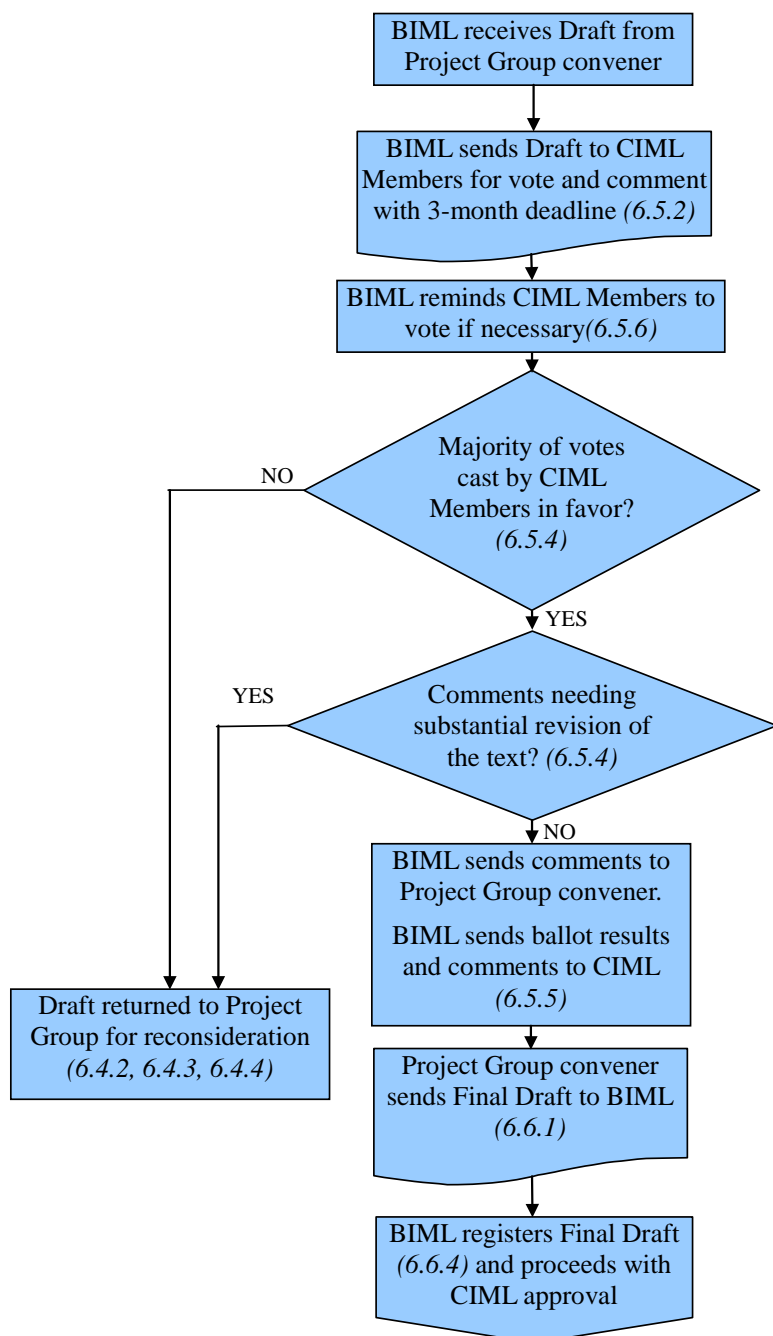 BIML receives Draft from
Project Group convener
BIML sends Draft to CIML
Members for vote and comment
with 3-month deadline (6.5.2)
BIML reminds CIML Members to
vote if necessary(6.5.6)
Majority of votes
cast by CIML
Members in favor?
(6.5.4)
NO
YES
Comments needing
substantial revision of
the text? (6.5.4)
YES
NO
BIML sends comments to
Project Group convener.
BIML sends ballot results
and comments to CIML
(6.5.5)
Draft returned to Project
Group for reconsideration
(6.4.2, 6.4.3, 6.4.4)
Project Group convener
sends Final Draft to BIML
(6.6.1)
BIML registers Final Draft
(6.6.4) and proceeds with
CIML approval